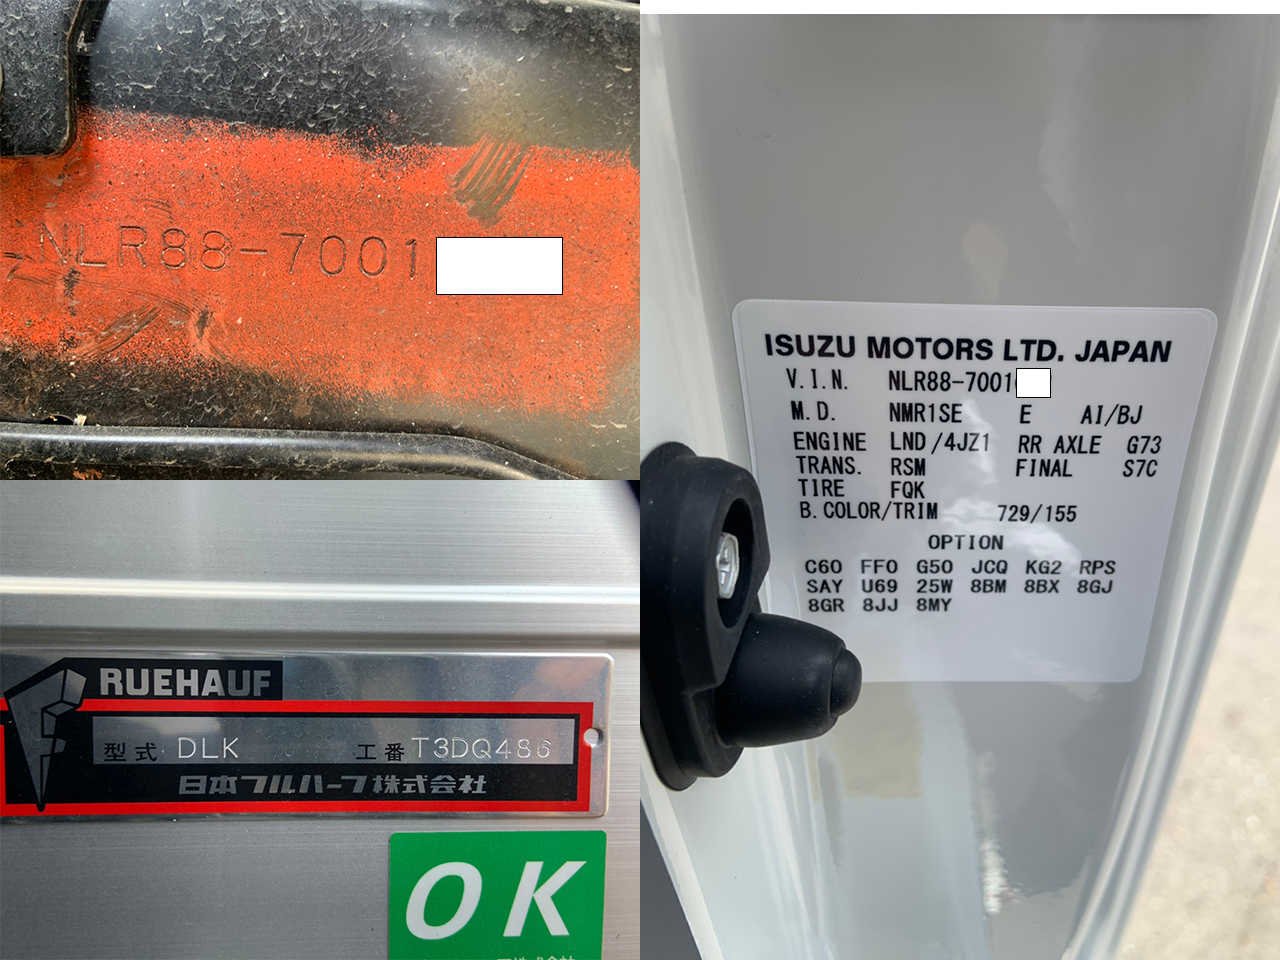 NLR88-7001
RUEHAUF
型式 DLK 工番 T3DQ486
日本フルハーフ株式会社
OK
ISUZU MOTORS LTD. JAPAN
V.I.N. NLR88-7001
M.D. NMR1SE E AI/BJ
ENGINE LND/4JZ1 RR AXLE G73
TRANS. RSM FINAL S7C
TIRE FQK
B.COLOR/TRIM 729/155
OPTION
C60 FF0 G50 JCQ KG2 RPS
SAY U69 25W 8BM 8BX 8GJ
8GR 8JJ 8MY